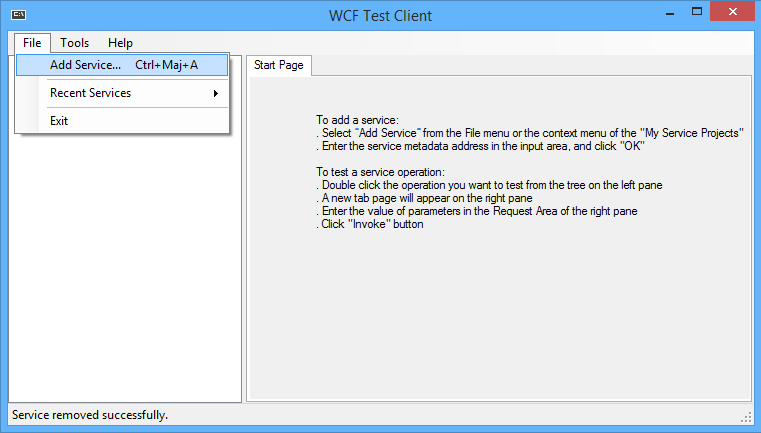 WCF Test Client
File Tools Help
Add Service... Ctrl+Maj+A
Recent Services
Exit
Start Page
To add a service:
. Select "Add Service" from the File menu or the context menu of the "My Service Projects"
. Enter the service metadata address in the input area, and click "OK"
To test a service operation:
. Double click the operation you want to test from the tree on the left pane
. A new tab page will appear on the right pane
. Enter the value of parameters in the Request Area of the right pane
. Click "Invoke" button
Service removed successfully.